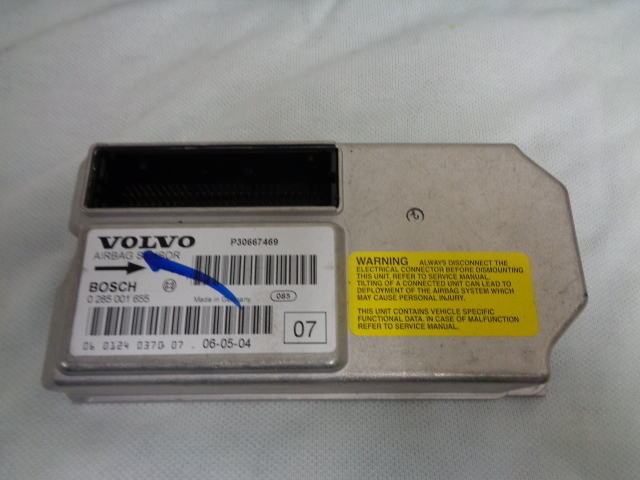 VOLVO P30667469
AIRBAG SENSOR
BOSCH
0 285 001 655 Made in Germany 085
07
06 0124 0370 07 06-05-04
WARNING ALWAYS DISCONNECT THE
ELECTRICAL CONNECTOR BEFORE DISMOUNTING
THIS UNIT. REFER TO SERVICE MANUAL.
• TILTING OF A CONNECTED UNIT CAN LEAD TO
DEPLOYMENT OF THE AIRBAG SYSTEM WHICH
MAY CAUSE PERSONAL INJURY.
THIS UNIT CONTAINS VEHICLE SPECIFIC
FUNCTIONAL DATA. IN CASE OF MALFUNCTION
REFER TO SERVICE MANUAL.